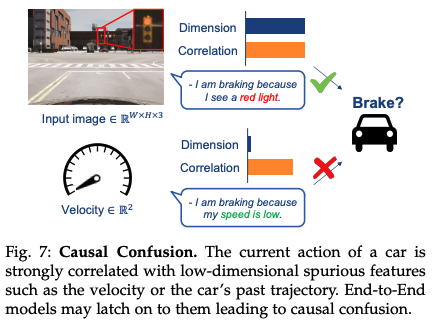 Dimension
Correlation
- I am braking because
I see a red light.
Input image ∈ ℝ^{W×H×3}
Brake?
Dimension
Correlation
- I am braking because
my speed is low.
Velocity ∈ ℝ²
Fig. 7: Causal Confusion. The current action of a car is
strongly correlated with low-dimensional spurious features
such as the velocity or the car's past trajectory. End-to-End
models may latch on to them leading to causal confusion.